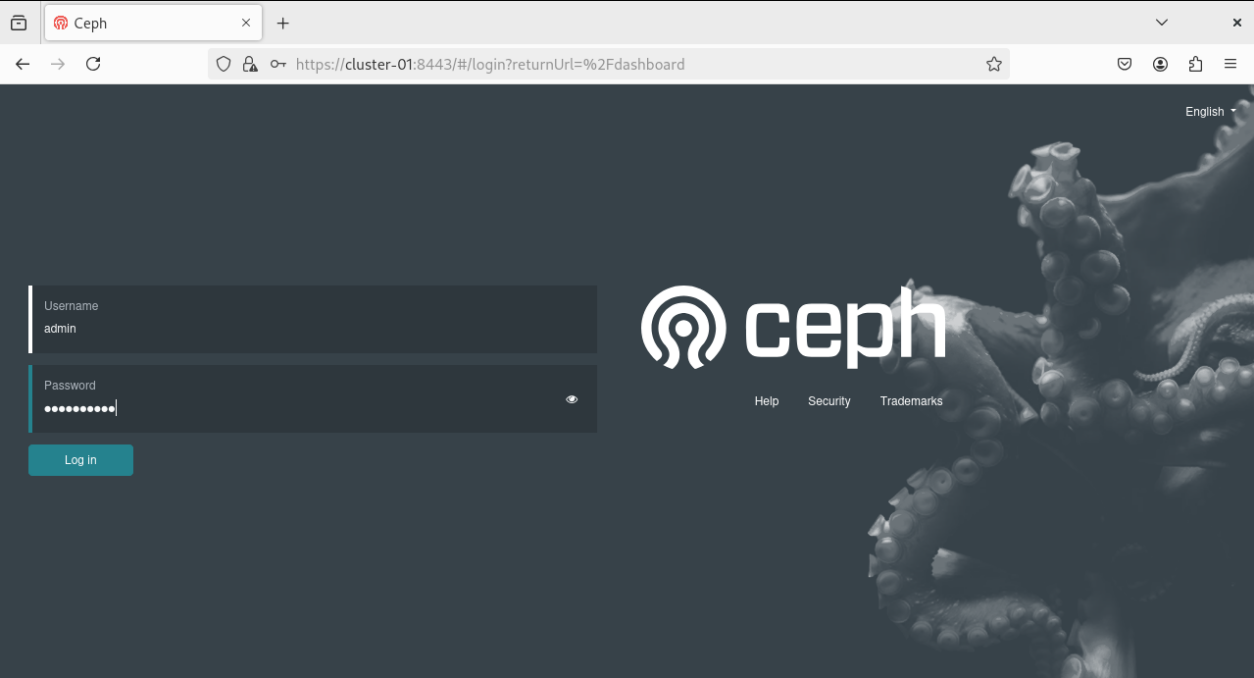 Ceph
https://cluster-01:8443/#/login?returnUrl=%2Fdashboard
English
Username
admin
Password
••••••••••
Log in
ceph
Help Security Trademarks